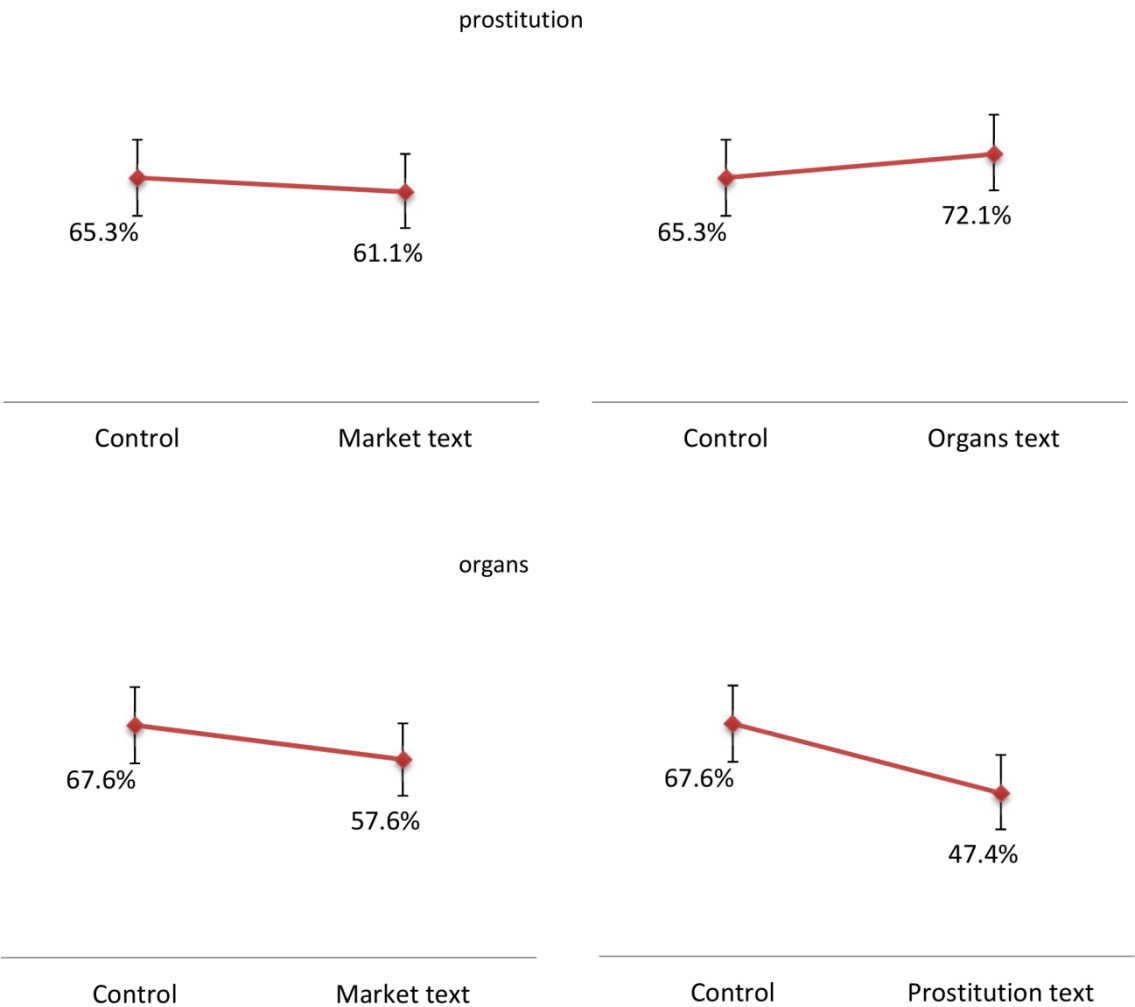 prostitution
65.3%
61.1%
65.3%
72.1%
Control
Market text
Control
Organs text
organs
67.6%
57.6%
67.6%
47.4%
Control
Market text
Control
Prostitution text